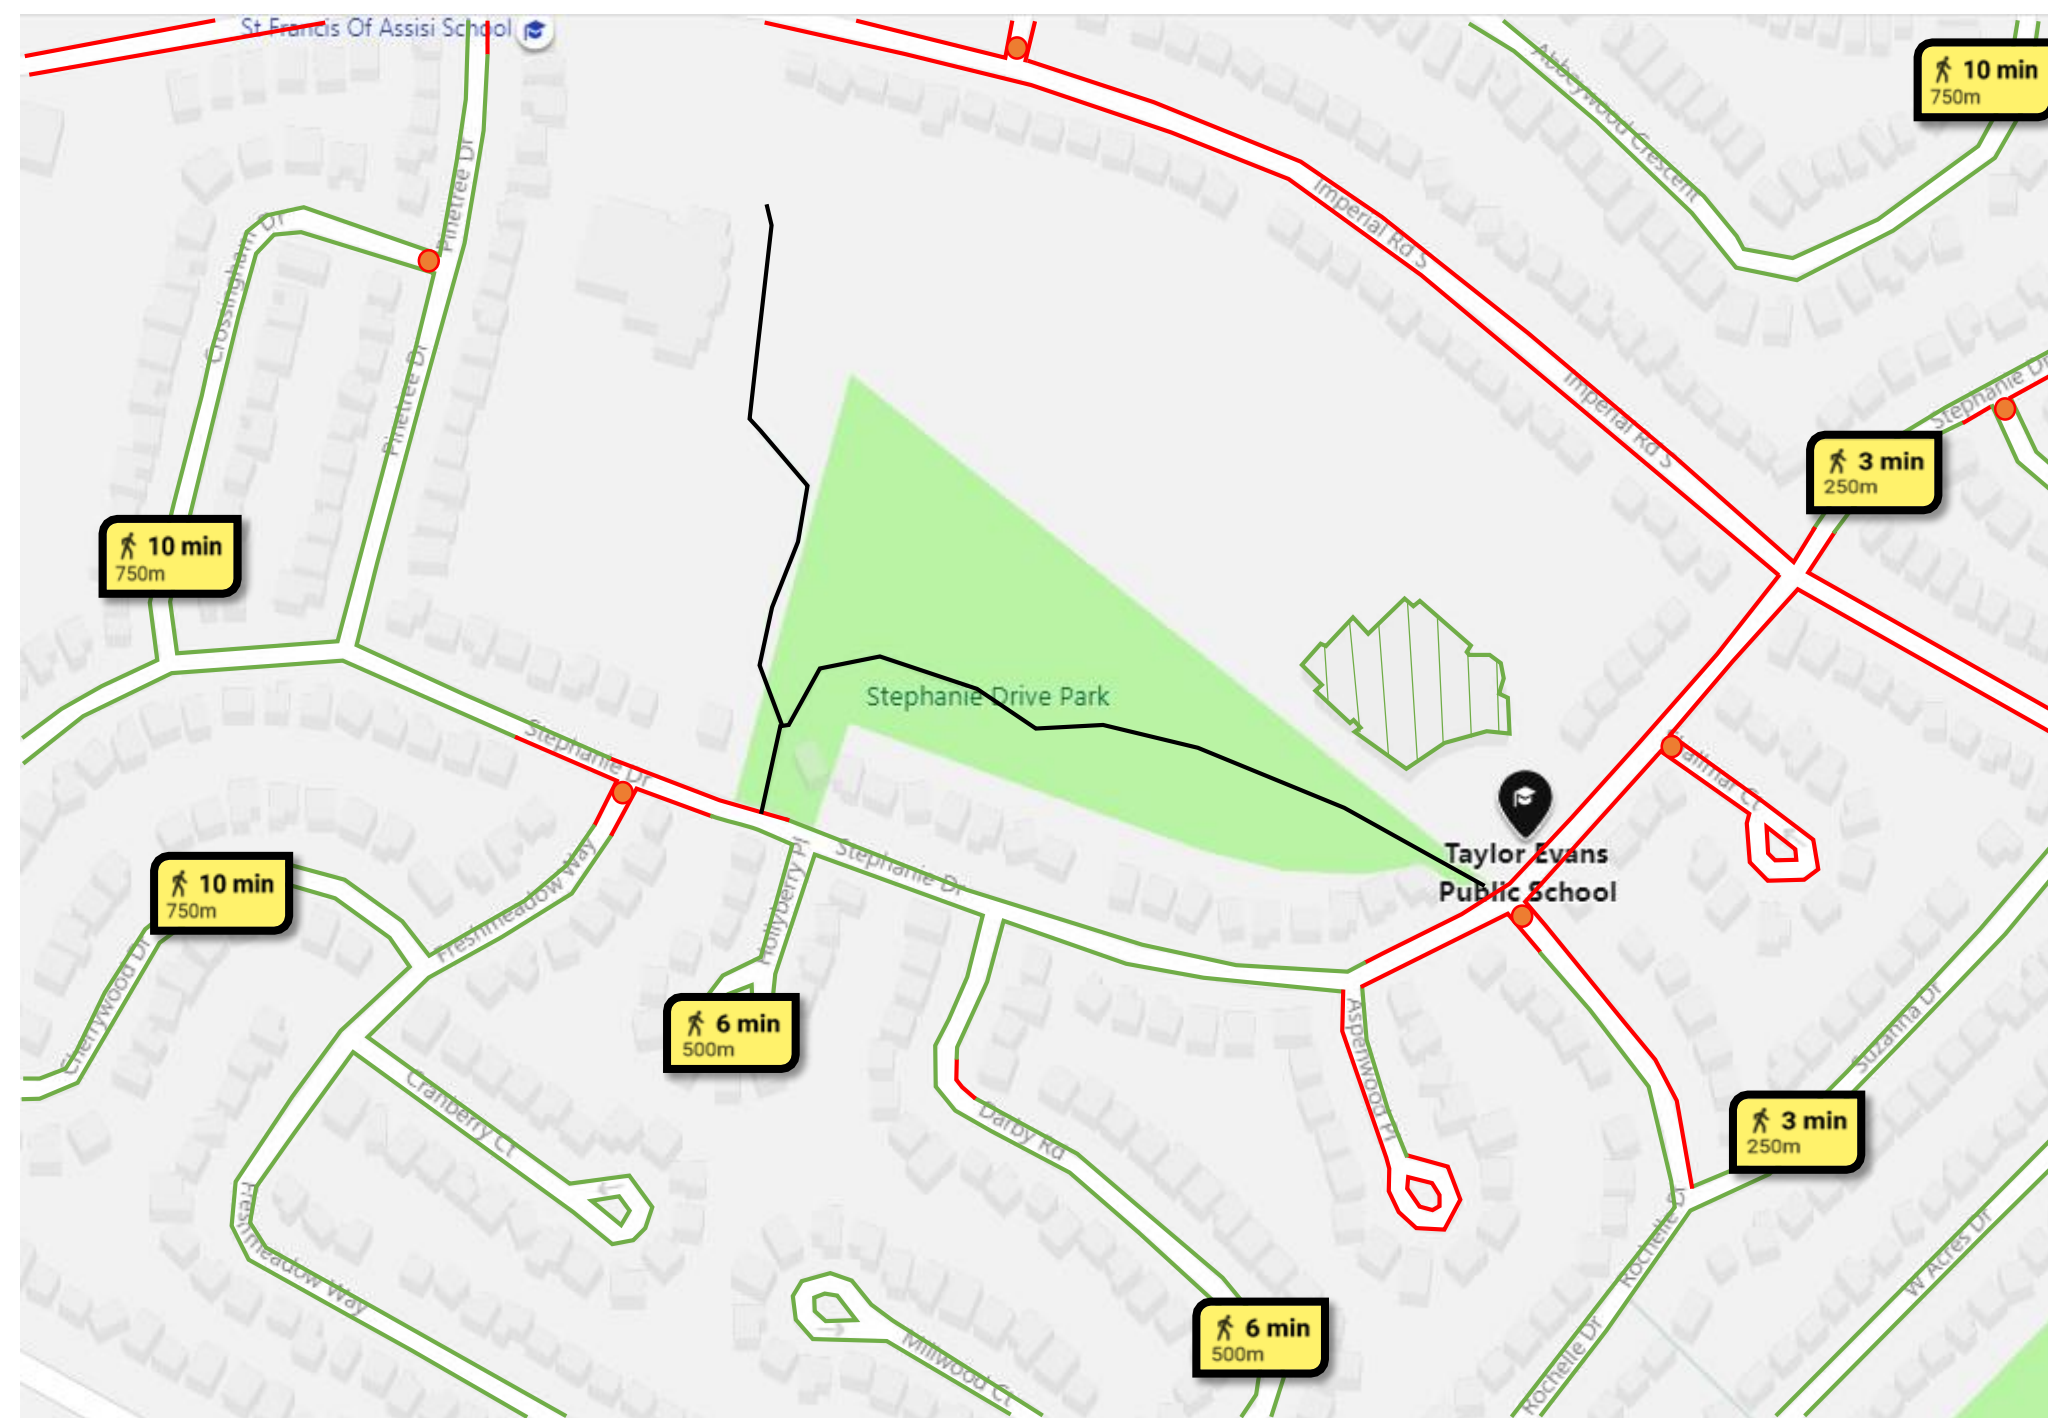 St Francis Of Assisi School
Abbeywood Crescent
10 min
750m
Pinetree Dr
Crossingham Dr
Imperial Rd S
Pinetree Dr
Imperial Rd S
Stephanie Dr
3 min
250m
10 min
750m
Stephanie Drive Park
Stephanie Dr
Taylor Evans
Public School
Stephanie Dr
Hollyberry Pl
Freshmeadow Way
10 min
750m
Cherrywood Dr
6 min
500m
Aspenwood Pl
Suzanna Dr
Cranberry Ct
Darby Rd
3 min
250m
Rochelle Dr
W Acres Dr
Freshmeadow Way
6 min
500m
Millwood Ct
Rochelle Dr